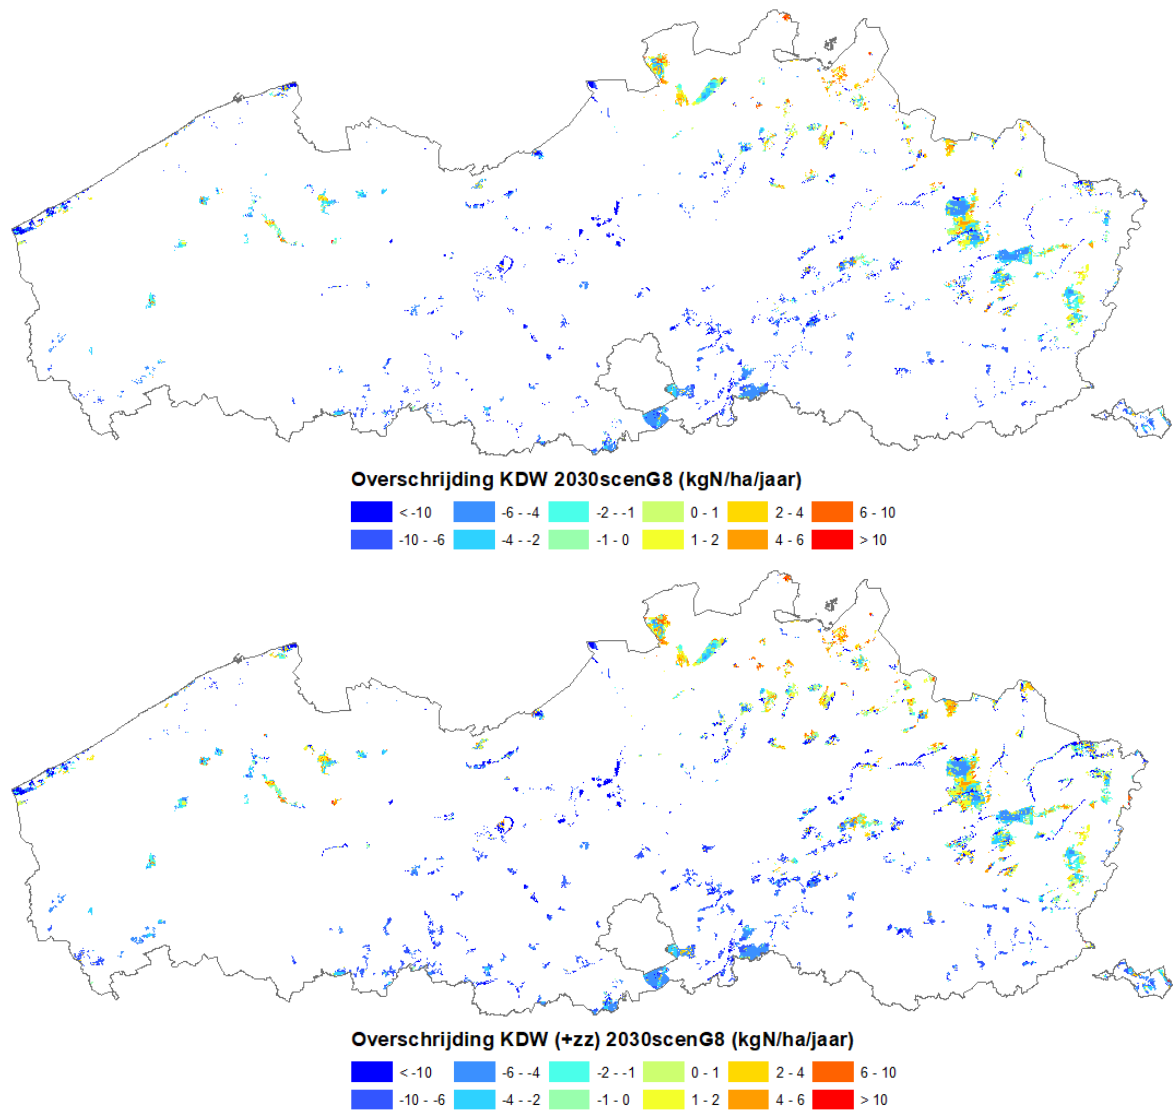 Overschrijding KDW 2030scenG8 (kgN/ha/jaar)
< -10 -6 - -4 -2 - -1 0 - 1 2 - 4 6 - 10
-10 - -6 -4 - -2 -1 - 0 1 - 2 4 - 6 > 10
Overschrijding KDW (+zz) 2030scenG8 (kgN/ha/jaar)
< -10 -6 - -4 -2 - -1 0 - 1 2 - 4 6 - 10
-10 - -6 -4 - -2 -1 - 0 1 - 2 4 - 6 > 10